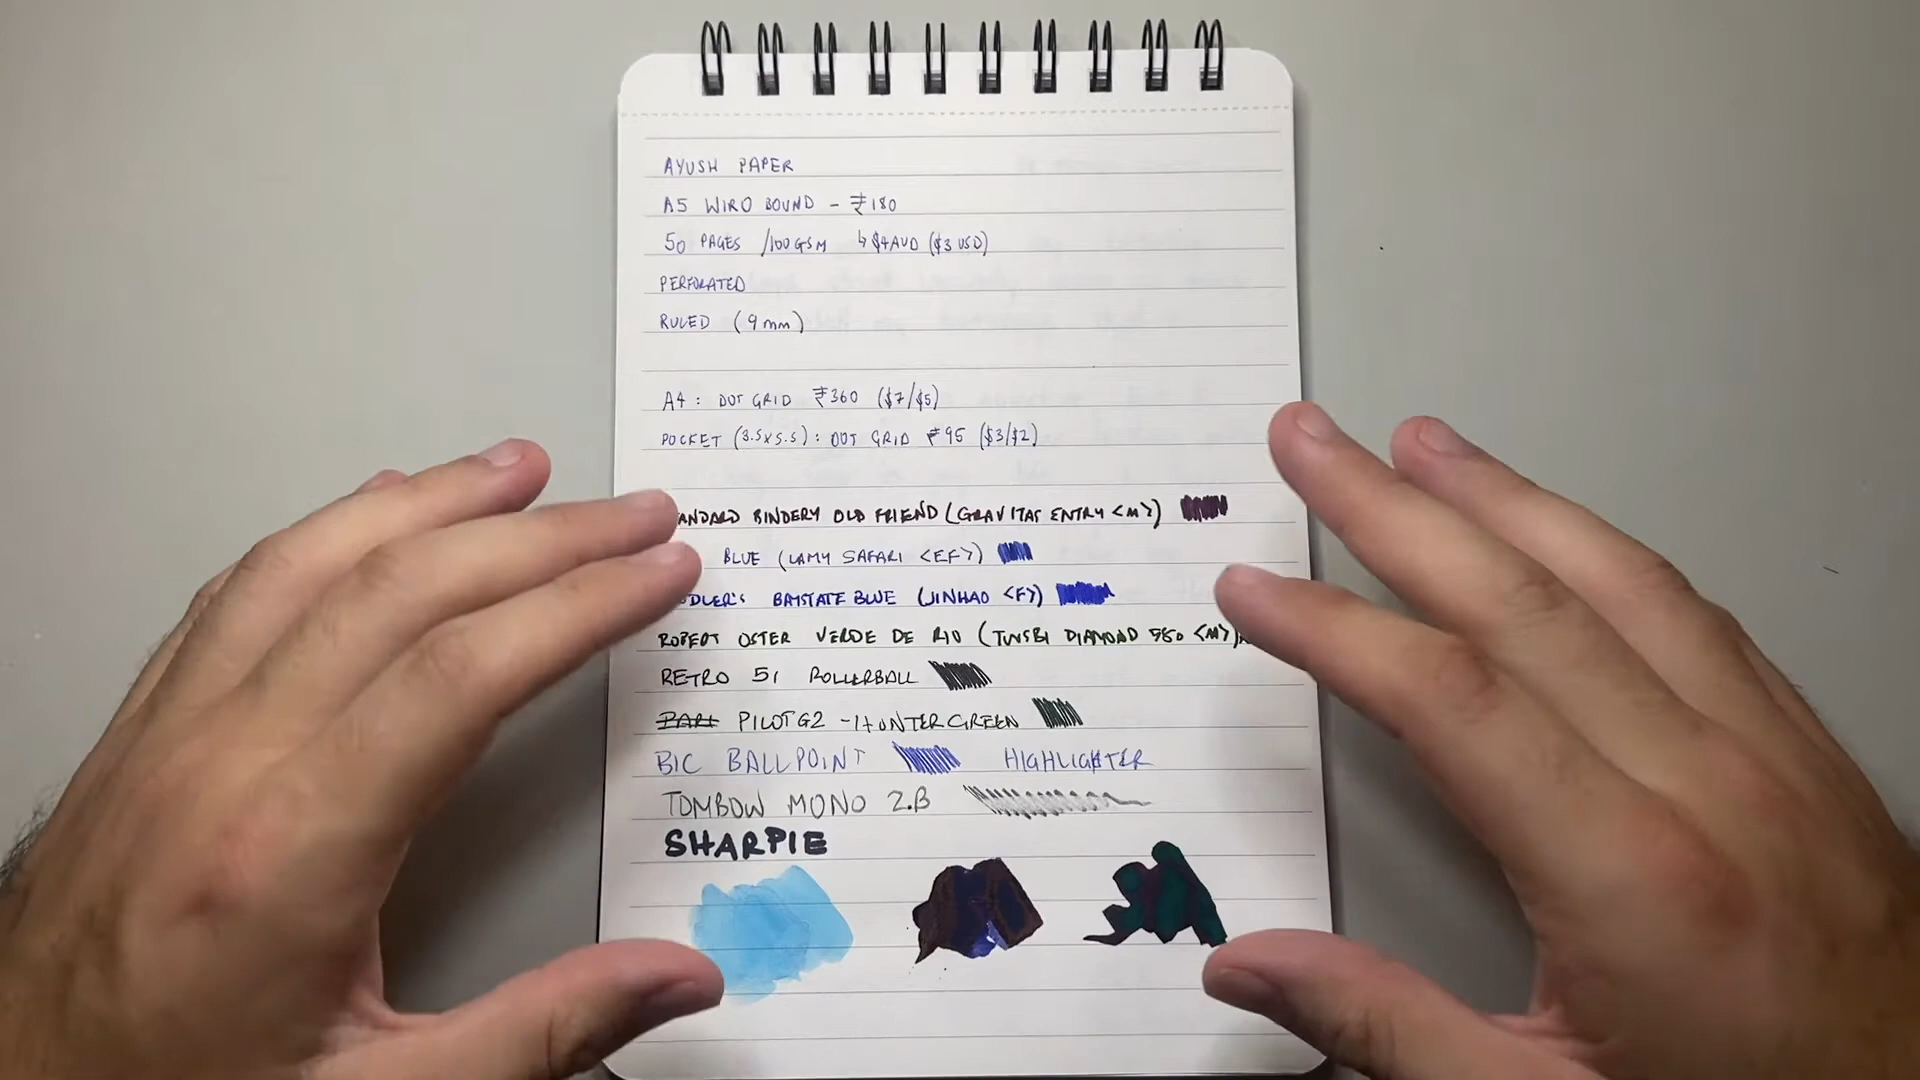 AYUSH PAPER
A5 WIRO BOUND - ₹180
50 PAGES /100GSM ↳ $4AUD ($3 USD)
PERFORATED
RULED (9mm)
A4: DOT GRID ₹360 ($7/$5)
POCKET (3.5x5.5): DOT GRID ₹95 ($3/$2)
ANDARD BINDERY OLD FRIEND (GRAVITAS ENTRY <M>)
BLUE (LAMY SAFARI <EF>)
DLER'S BAYSTATE BLUE (JINHAO <F>)
ROBERT OSTER VERDE DE RIO (TWSBI DIAMOND 580 <M>)
RETRO 51 ROLLERBALL
PILOT G2 - HUNTER GREEN
BIC BALLPOINT HIGHLIGHTER
TOMBOW MONO 2B
SHARPIE